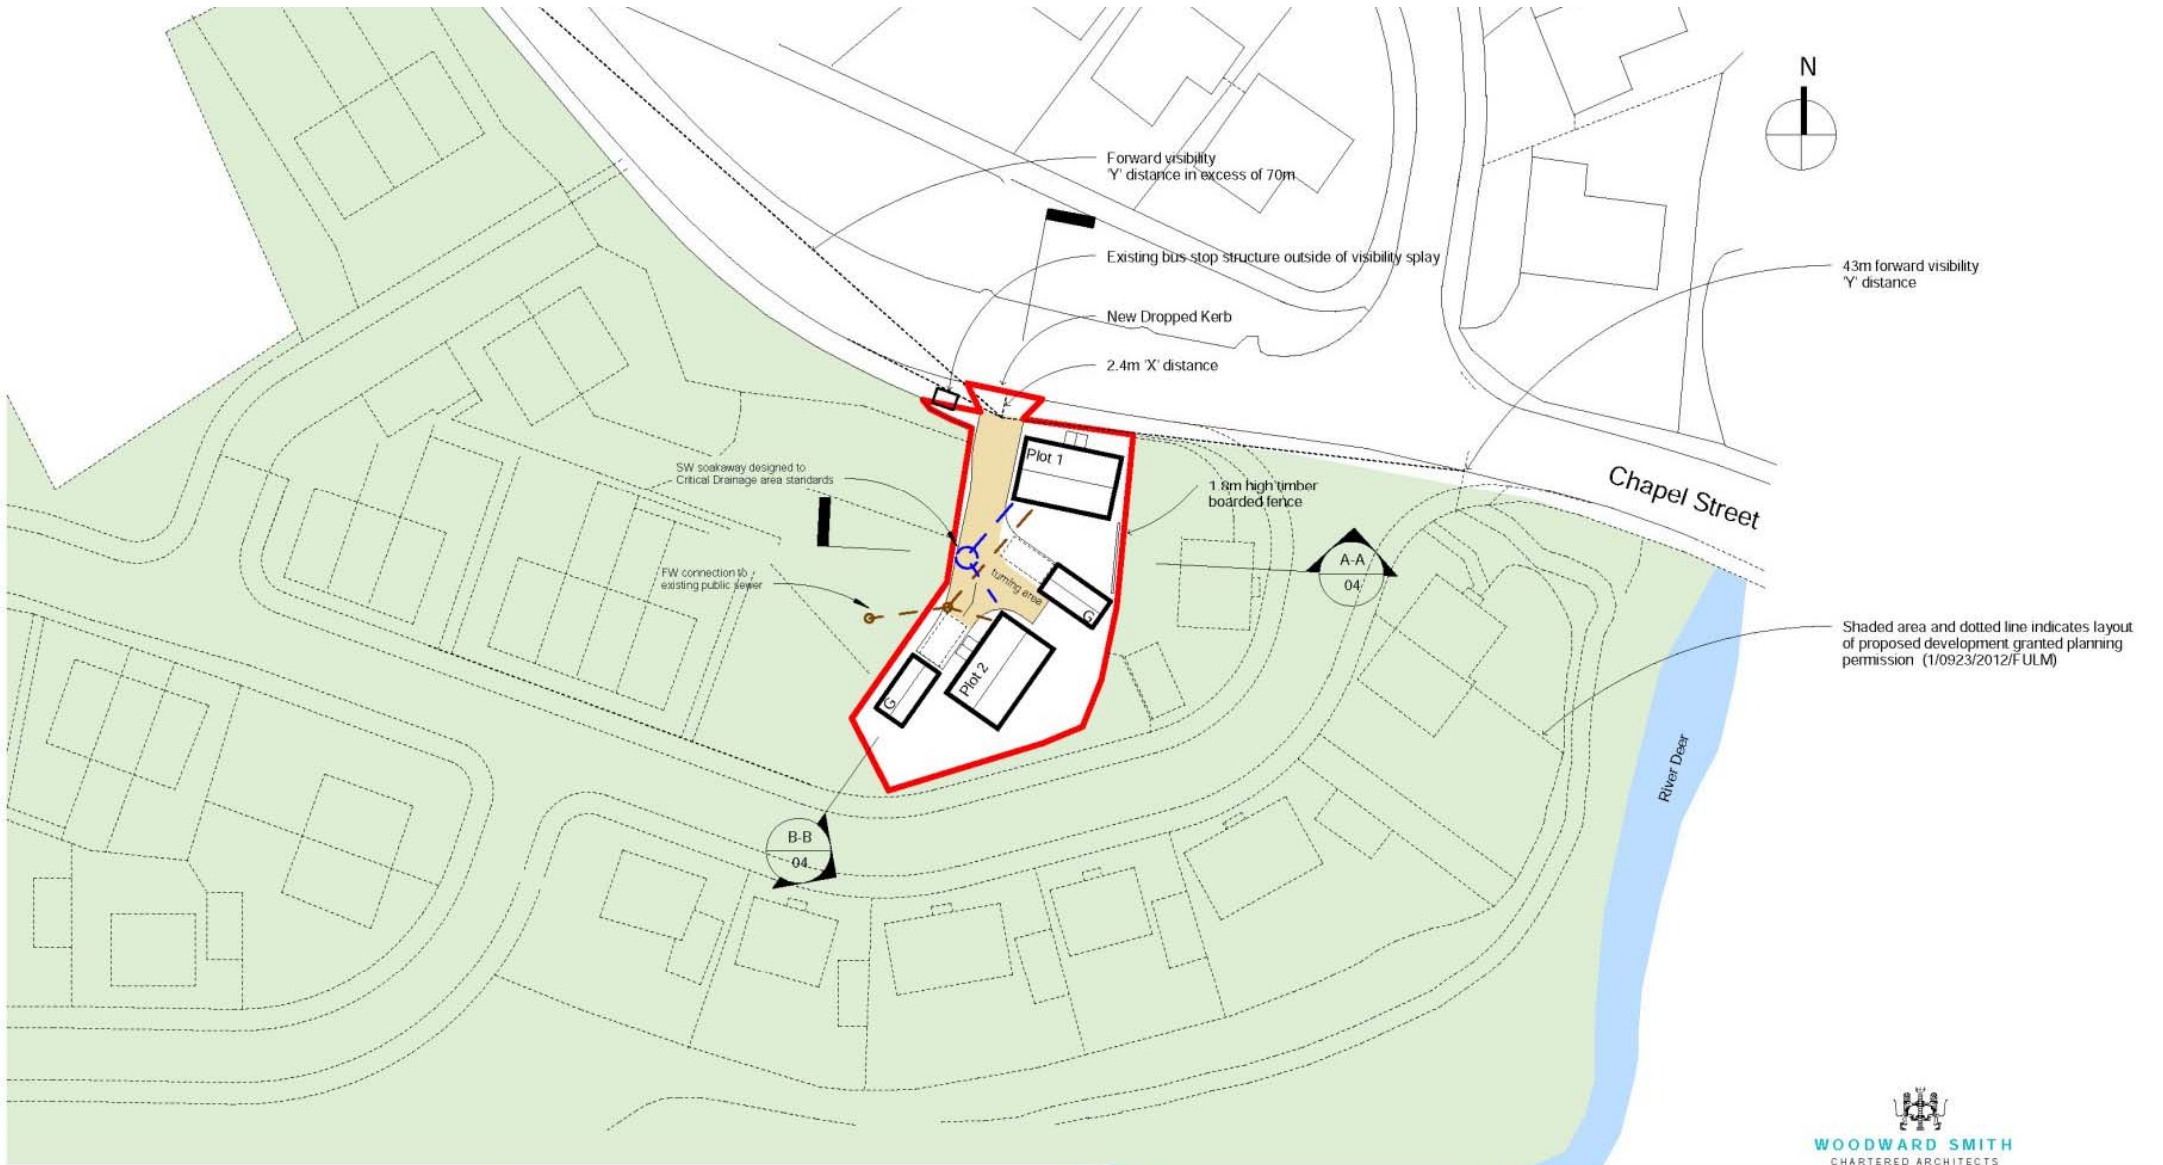 N
Forward visibility
'Y' distance in excess of 70m
Existing bus stop structure outside of visibility splay
43m forward visibility
'Y' distance
New Dropped Kerb
2.4m 'X' distance
Plot 1
SW soakaway designed to
Critical Drainage area standards
1.8m high timber
boarded fence
Chapel Street
A-A
04
FW connection to
existing public sewer
turning area
G
Plot 2
G
Shaded area and dotted line indicates layout
of proposed development granted planning
permission (1/0923/2012/FULM)
River Deer
B-B
04
WOODWARD SMITH
CHARTERED ARCHITECTS